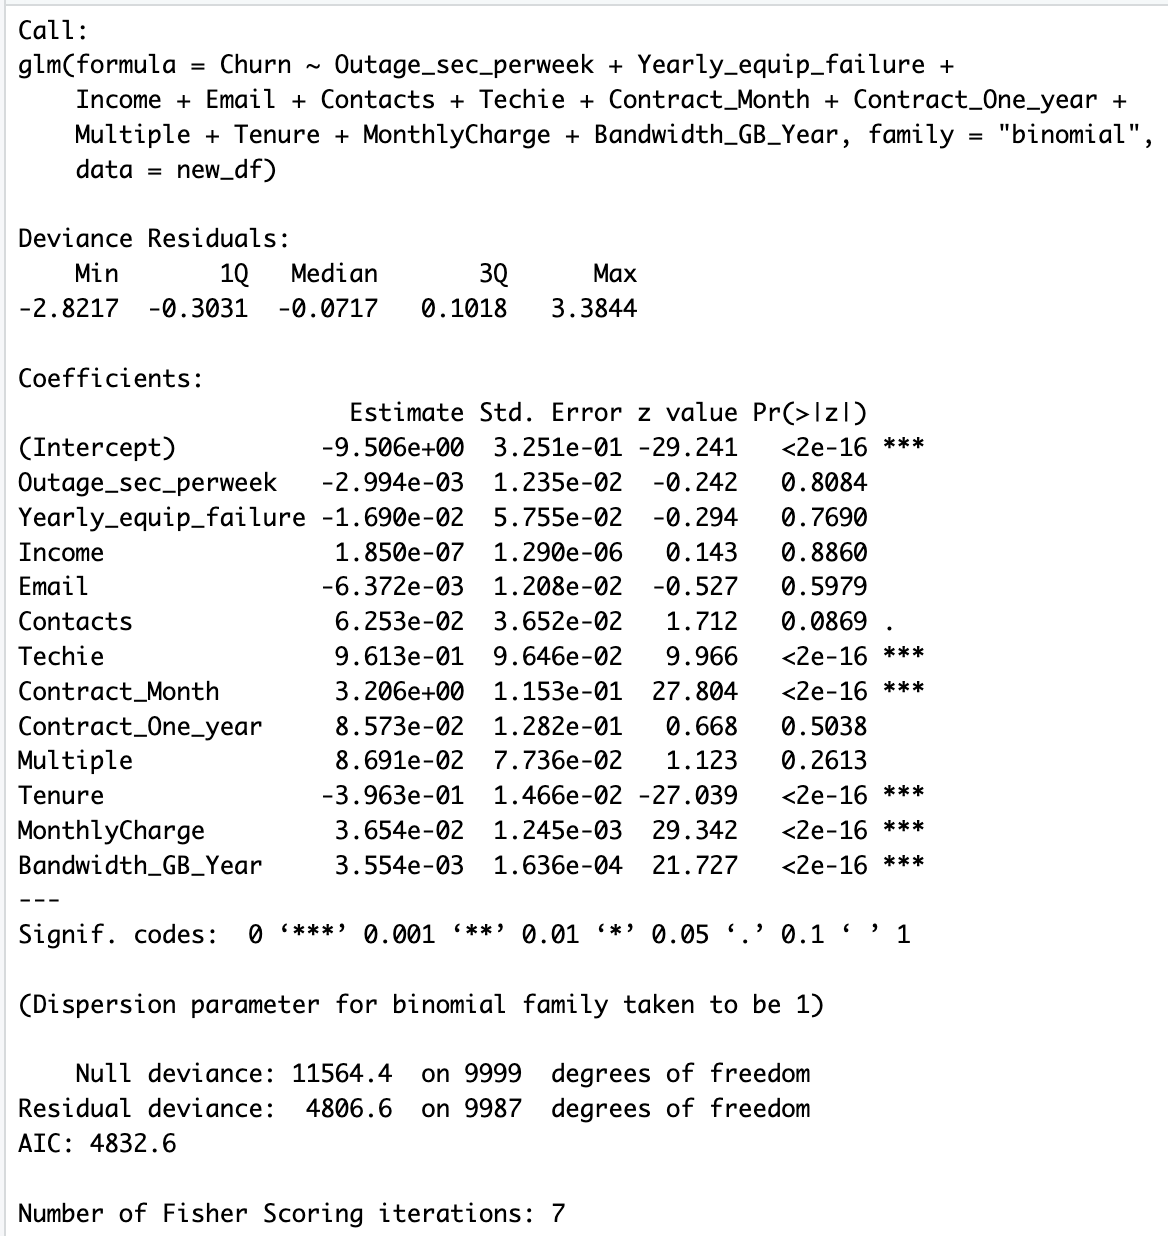 Call:
glm(formula = Churn ~ Outage_sec_perweek + Yearly_equip_failure +
    Income + Email + Contacts + Techie + Contract_Month + Contract_One_year +
    Multiple + Tenure + MonthlyCharge + Bandwidth_GB_Year, family = "binomial",
    data = new_df)

Deviance Residuals:
    Min       1Q   Median       3Q      Max
-2.8217  -0.3031  -0.0717   0.1018   3.3844

Coefficients:
                       Estimate Std. Error z value Pr(>|z|)
(Intercept)          -9.506e+00  3.251e-01 -29.241   <2e-16 ***
Outage_sec_perweek   -2.994e-03  1.235e-02  -0.242   0.8084
Yearly_equip_failure -1.690e-02  5.755e-02  -0.294   0.7690
Income                1.850e-07  1.290e-06   0.143   0.8860
Email                -6.372e-03  1.208e-02  -0.527   0.5979
Contacts              6.253e-02  3.652e-02   1.712   0.0869 .
Techie                9.613e-01  9.646e-02   9.966   <2e-16 ***
Contract_Month        3.206e+00  1.153e-01  27.804   <2e-16 ***
Contract_One_year     8.573e-02  1.282e-01   0.668   0.5038
Multiple              8.691e-02  7.736e-02   1.123   0.2613
Tenure               -3.963e-01  1.466e-02 -27.039   <2e-16 ***
MonthlyCharge         3.654e-02  1.245e-03  29.342   <2e-16 ***
Bandwidth_GB_Year     3.554e-03  1.636e-04  21.727   <2e-16 ***
---
Signif. codes:  0 ‘***’ 0.001 ‘**’ 0.01 ‘*’ 0.05 ‘.’ 0.1 ‘ ’ 1

(Dispersion parameter for binomial family taken to be 1)

    Null deviance: 11564.4  on 9999  degrees of freedom
Residual deviance:  4806.6  on 9987  degrees of freedom
AIC: 4832.6

Number of Fisher Scoring iterations: 7